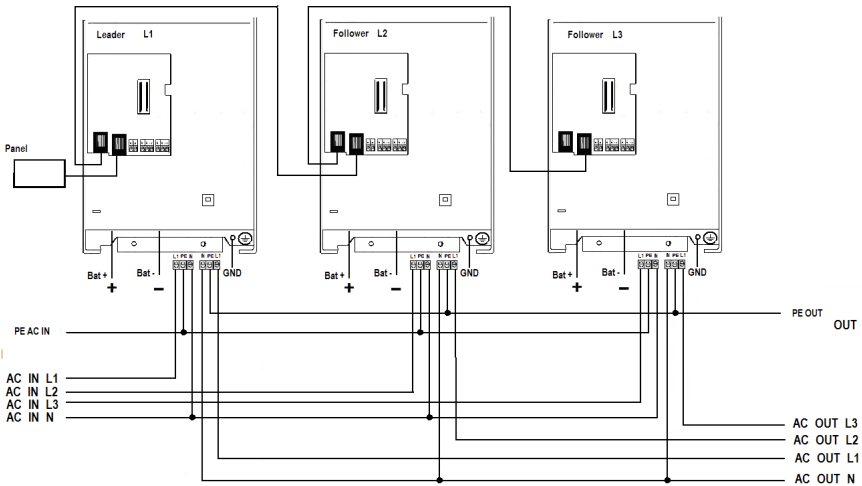 Leader L1
Follower L2
Follower L3
Panel
Bat + Bat - GND
+ −
L1 PE N N PE L1
Bat + Bat - GND
+ −
L1 PE N N PE L1
Bat + Bat - GND
+ −
L1 PE N N PE L1
PE AC IN
PE OUT
OUT
AC IN L1
AC IN L2
AC IN L3
AC IN N
AC OUT L3
AC OUT L2
AC OUT L1
AC OUT N